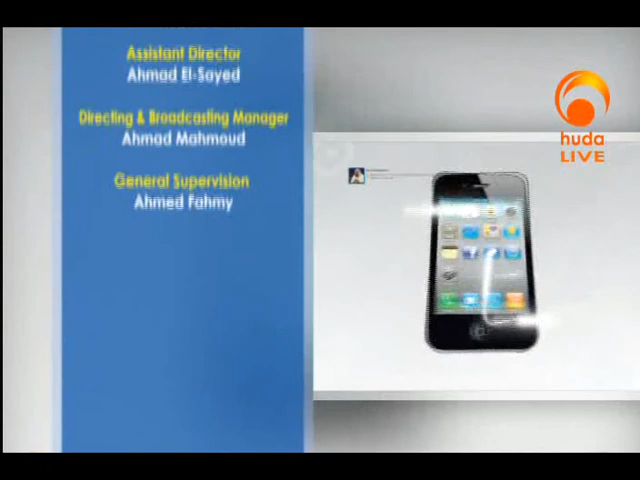 Assistant Director
Ahmad El-Sayed
Directing & Broadcasting Manager
Ahmad Mahmoud
General Supervision
Ahmed Fahmy
huda
LIVE